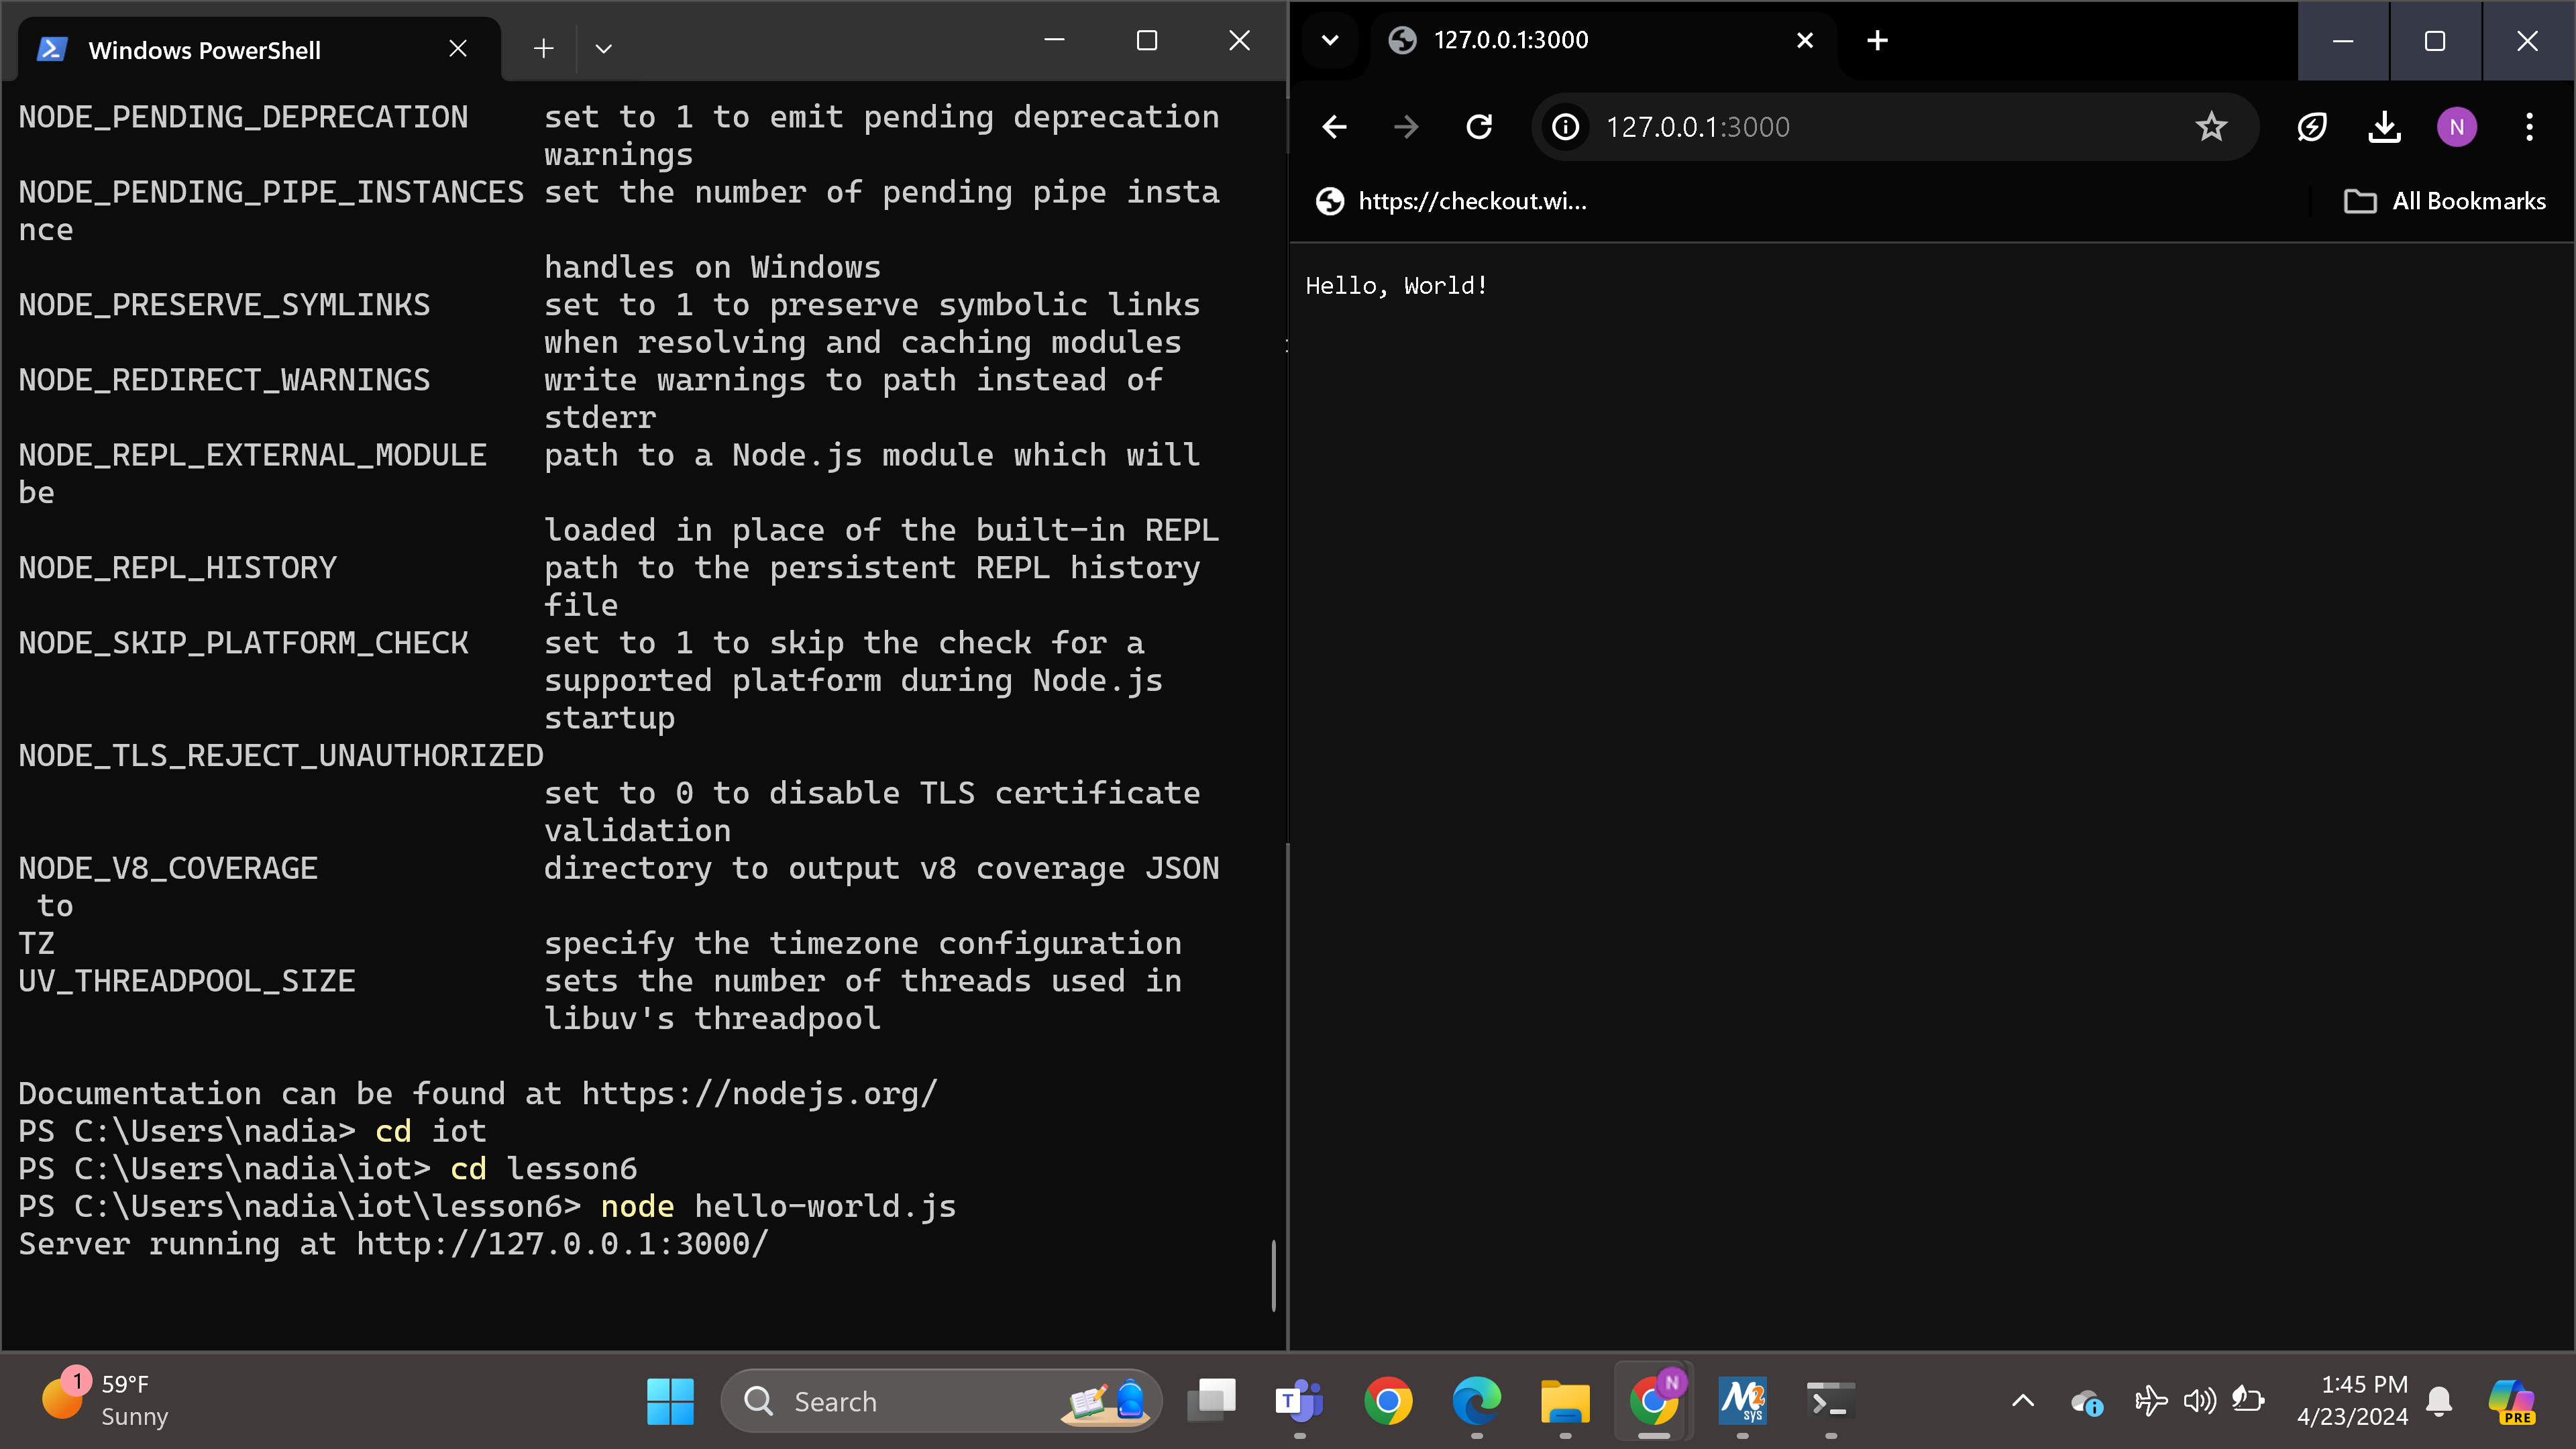 Windows PowerShell
NODE_PENDING_DEPRECATION    set to 1 to emit pending deprecation
                            warnings
NODE_PENDING_PIPE_INSTANCES set the number of pending pipe insta
nce
                            handles on Windows
NODE_PRESERVE_SYMLINKS      set to 1 to preserve symbolic links
                            when resolving and caching modules
NODE_REDIRECT_WARNINGS      write warnings to path instead of
                            stderr
NODE_REPL_EXTERNAL_MODULE   path to a Node.js module which will
be
                            loaded in place of the built-in REPL
NODE_REPL_HISTORY           path to the persistent REPL history
                            file
NODE_SKIP_PLATFORM_CHECK    set to 1 to skip the check for a
                            supported platform during Node.js
                            startup
NODE_TLS_REJECT_UNAUTHORIZED
                            set to 0 to disable TLS certificate
                            validation
NODE_V8_COVERAGE            directory to output v8 coverage JSON
 to
TZ                          specify the timezone configuration
UV_THREADPOOL_SIZE          sets the number of threads used in
                            libuv's threadpool
Documentation can be found at https://nodejs.org/
PS C:\Users\nadia> cd iot
PS C:\Users\nadia\iot> cd lesson6
PS C:\Users\nadia\iot\lesson6> node hello-world.js
Server running at http://127.0.0.1:3000/
127.0.0.1:3000
127.0.0.1:3000
N
https://checkout.wi...
All Bookmarks
Hello, World!
1
59°F
Sunny
Search
T
N
M2
sys
1:45 PM
4/23/2024
PRE